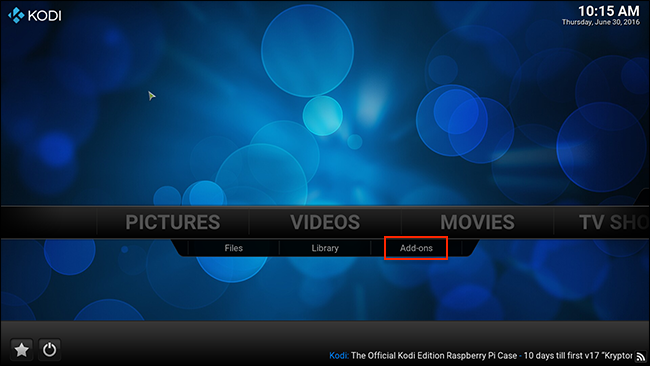 KODI
10:15 AM
Thursday, June 30, 2016
PICTURES VIDEOS MOVIES TV SHO
Files Library Add-ons
Kodi: The Official Kodi Edition Raspberry Pi Case - 10 days till first v17 "Krypton